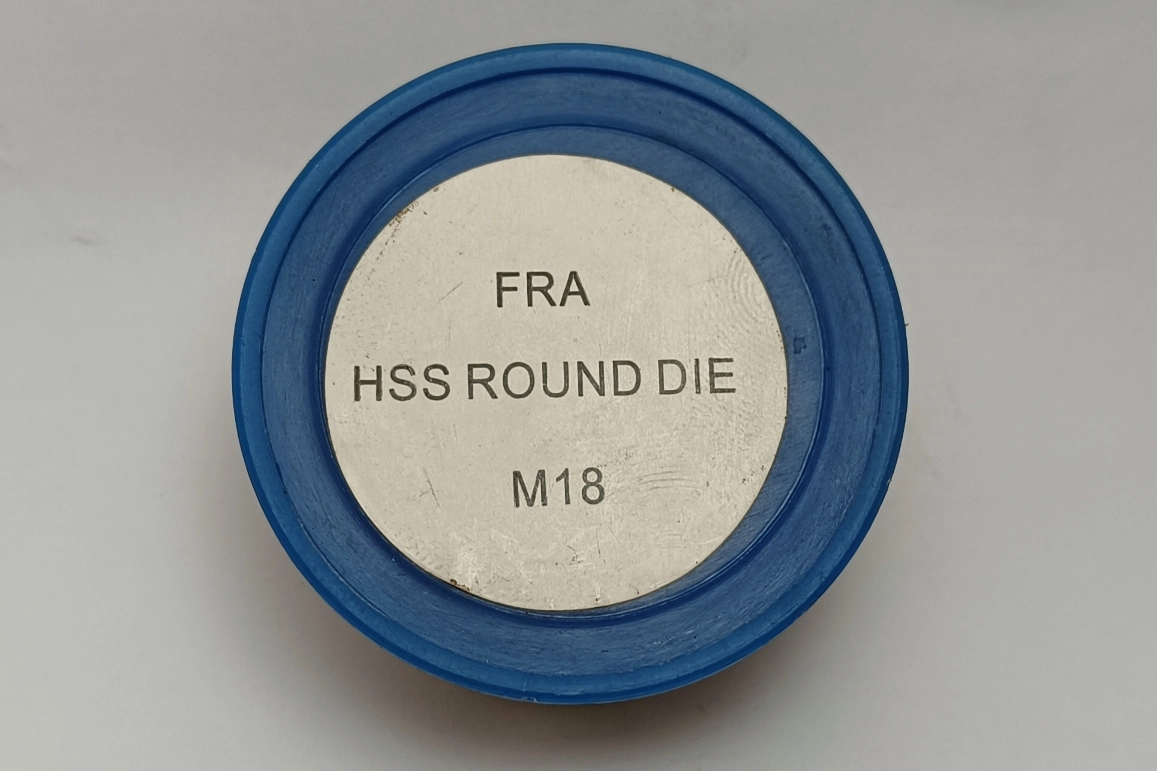 FRA
HSS ROUND DIE
M18